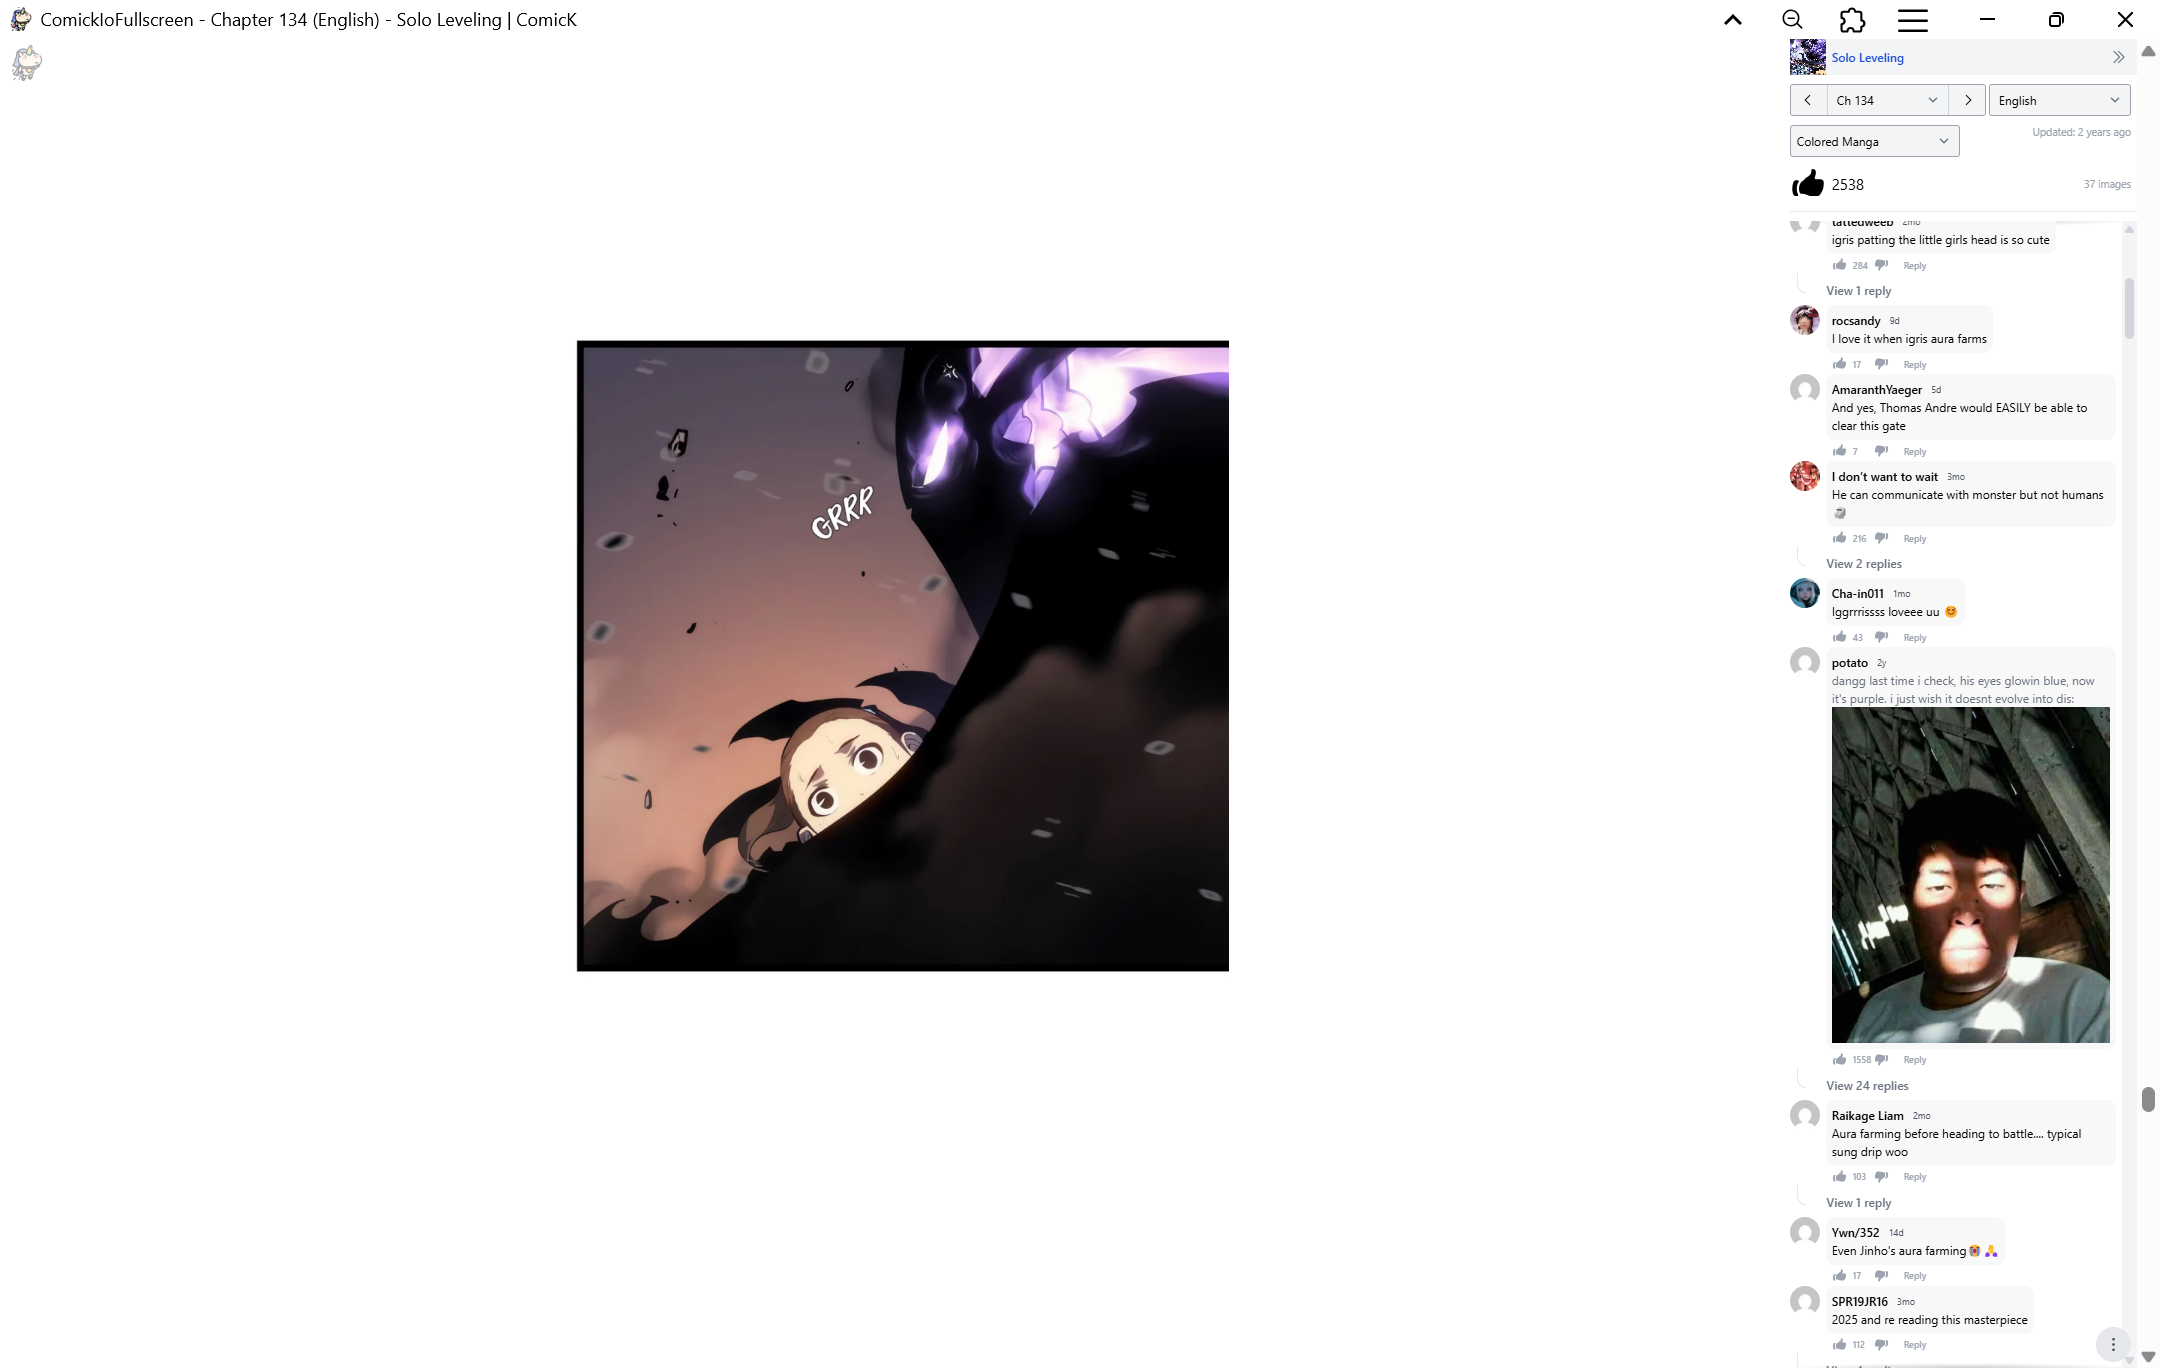 ComickIoFullscreen - Chapter 134 (English) - Solo Leveling | ComicK
Solo Leveling
Ch 134
English
Colored Manga
Updated: 2 years ago
2538
37 images
tattedweeb 2mo
igris patting the little girls head is so cute
284 Reply
View 1 reply
rocsandy 9d
I love it when igris aura farms
17 Reply
AmaranthYaeger 5d
And yes, Thomas Andre would EASILY be able to
clear this gate
7 Reply
I don't want to wait 3mo
He can communicate with monster but not humans
🗿
216 Reply
View 2 replies
Cha-in011 1mo
Iggrrrissss loveee uu 😊
43 Reply
potato 2y
dangg last time i check, his eyes glowin blue, now
it's purple. i just wish it doesnt evolve into dis:
1558 Reply
View 24 replies
Raikage Liam 2mo
Aura farming before heading to battle.... typical
sung drip woo
103 Reply
View 1 reply
Ywn/352 14d
Even Jinho's aura farming😭🙏
17 Reply
SPR19JR16 3mo
2025 and re reading this masterpiece
112 Reply
GRRR